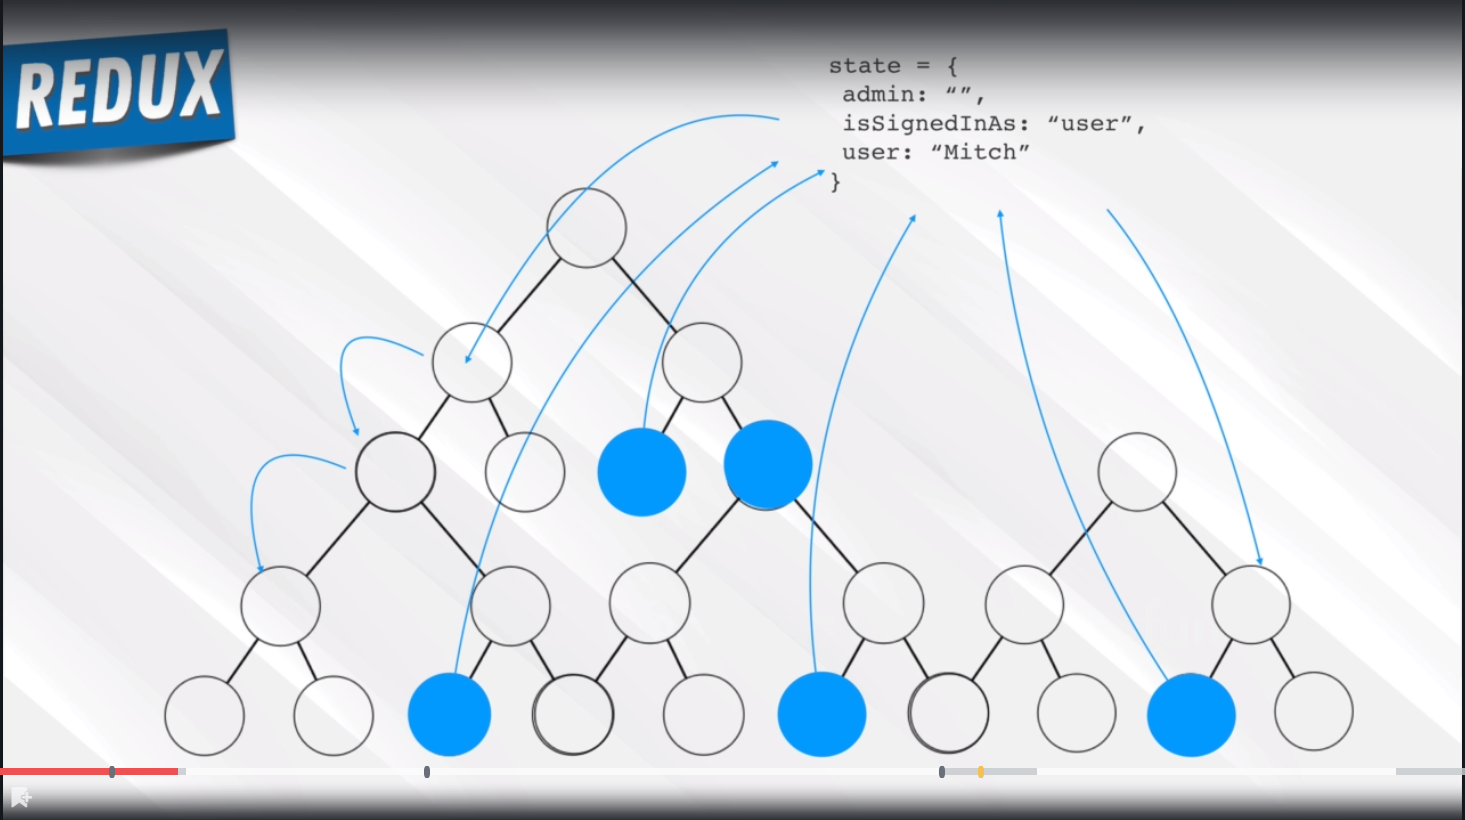 REDUX
state = {
admin: “”,
isSignedInAs: “user”,
user: “Mitch”
}